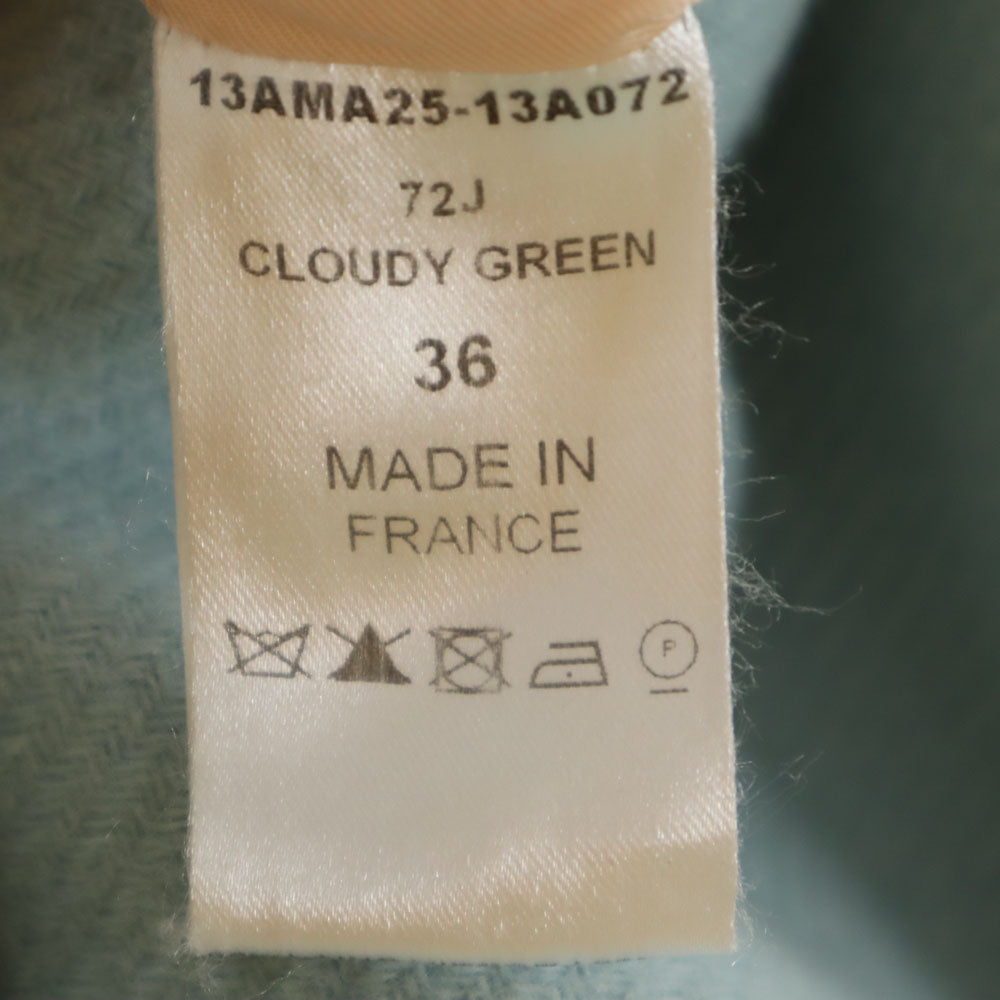 13AMA25-13A072
72J
CLOUDY GREEN
36
MADE IN
FRANCE
P